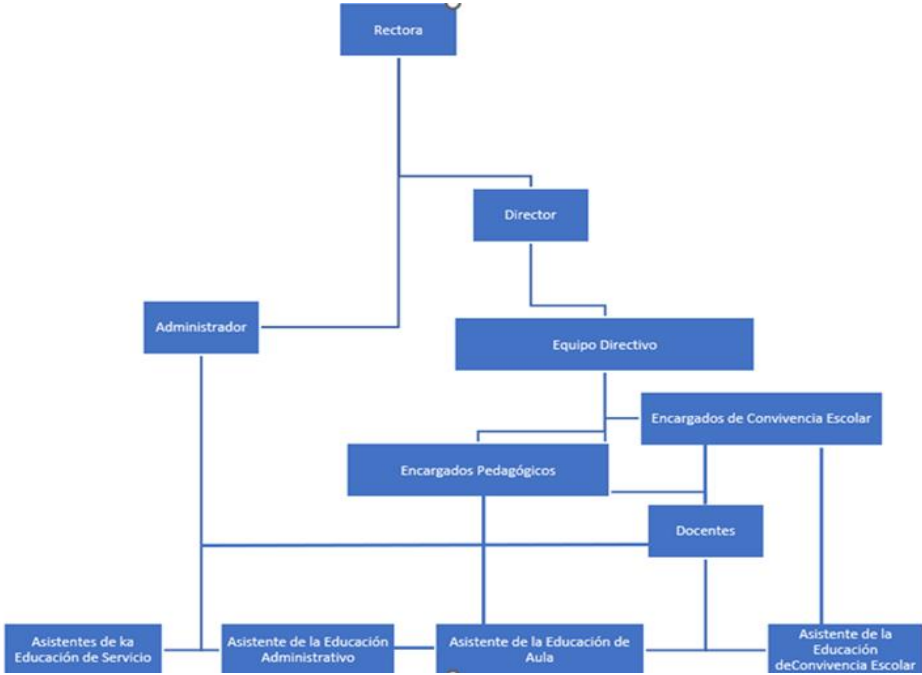 Rectora
Director
Administrador
Equipo Directivo
Encargados de Convivencia Escolar
Encargados Pedagógicos
Docentes
Asistentes de ka
Educación de Servicio
Asistente de la Educación
Administrativo
Asistente de la Educación de
Aula
Asistente de la
Educación
deConvivencia Escolar